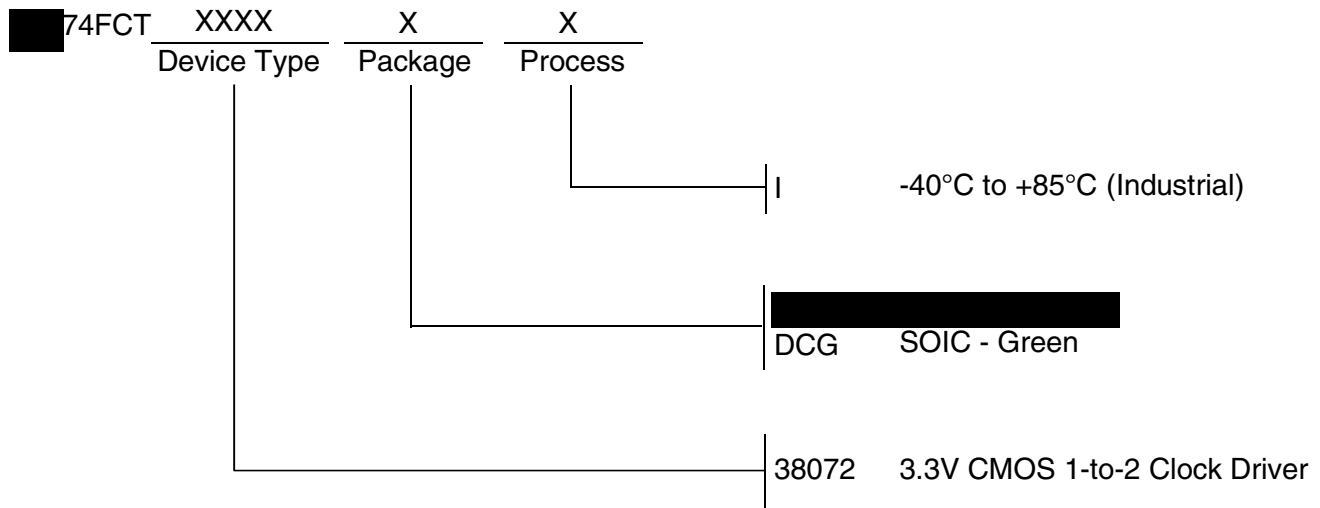 74FCT XXXX X X
Device Type Package Process
I -40°C to +85°C (Industrial)
DCG SOIC - Green
38072 3.3V CMOS 1-to-2 Clock Driver